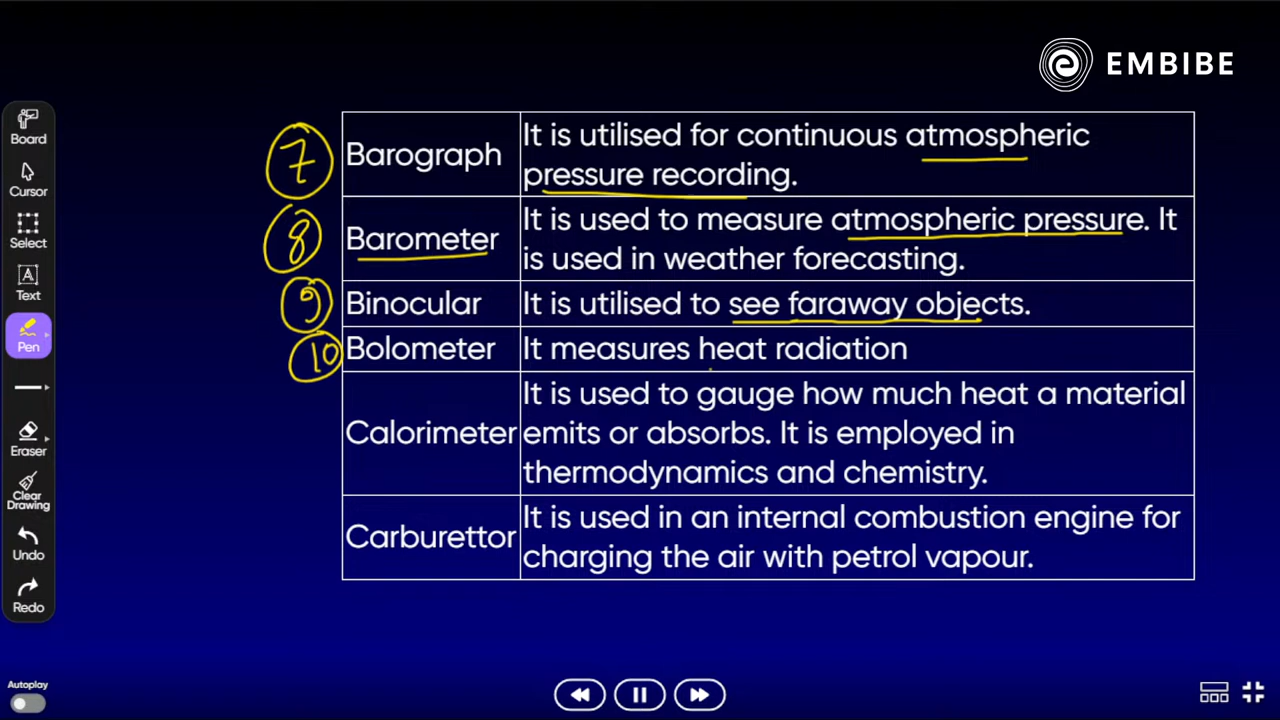 EMBIBE
Board
Cursor
Select
Text
Pen
Eraser
Clear
Drawing
Undo
Redo
Autoplay
7
Barograph
It is utilised for continuous atmospheric
pressure recording.
8
Barometer
It is used to measure atmospheric pressure. It
is used in weather forecasting.
9
Binocular
It is utilised to see faraway objects.
10
Bolometer
It measures heat radiation
Calorimeter
It is used to gauge how much heat a material
emits or absorbs. It is employed in
thermodynamics and chemistry.
Carburettor
It is used in an internal combustion engine for
charging the air with petrol vapour.